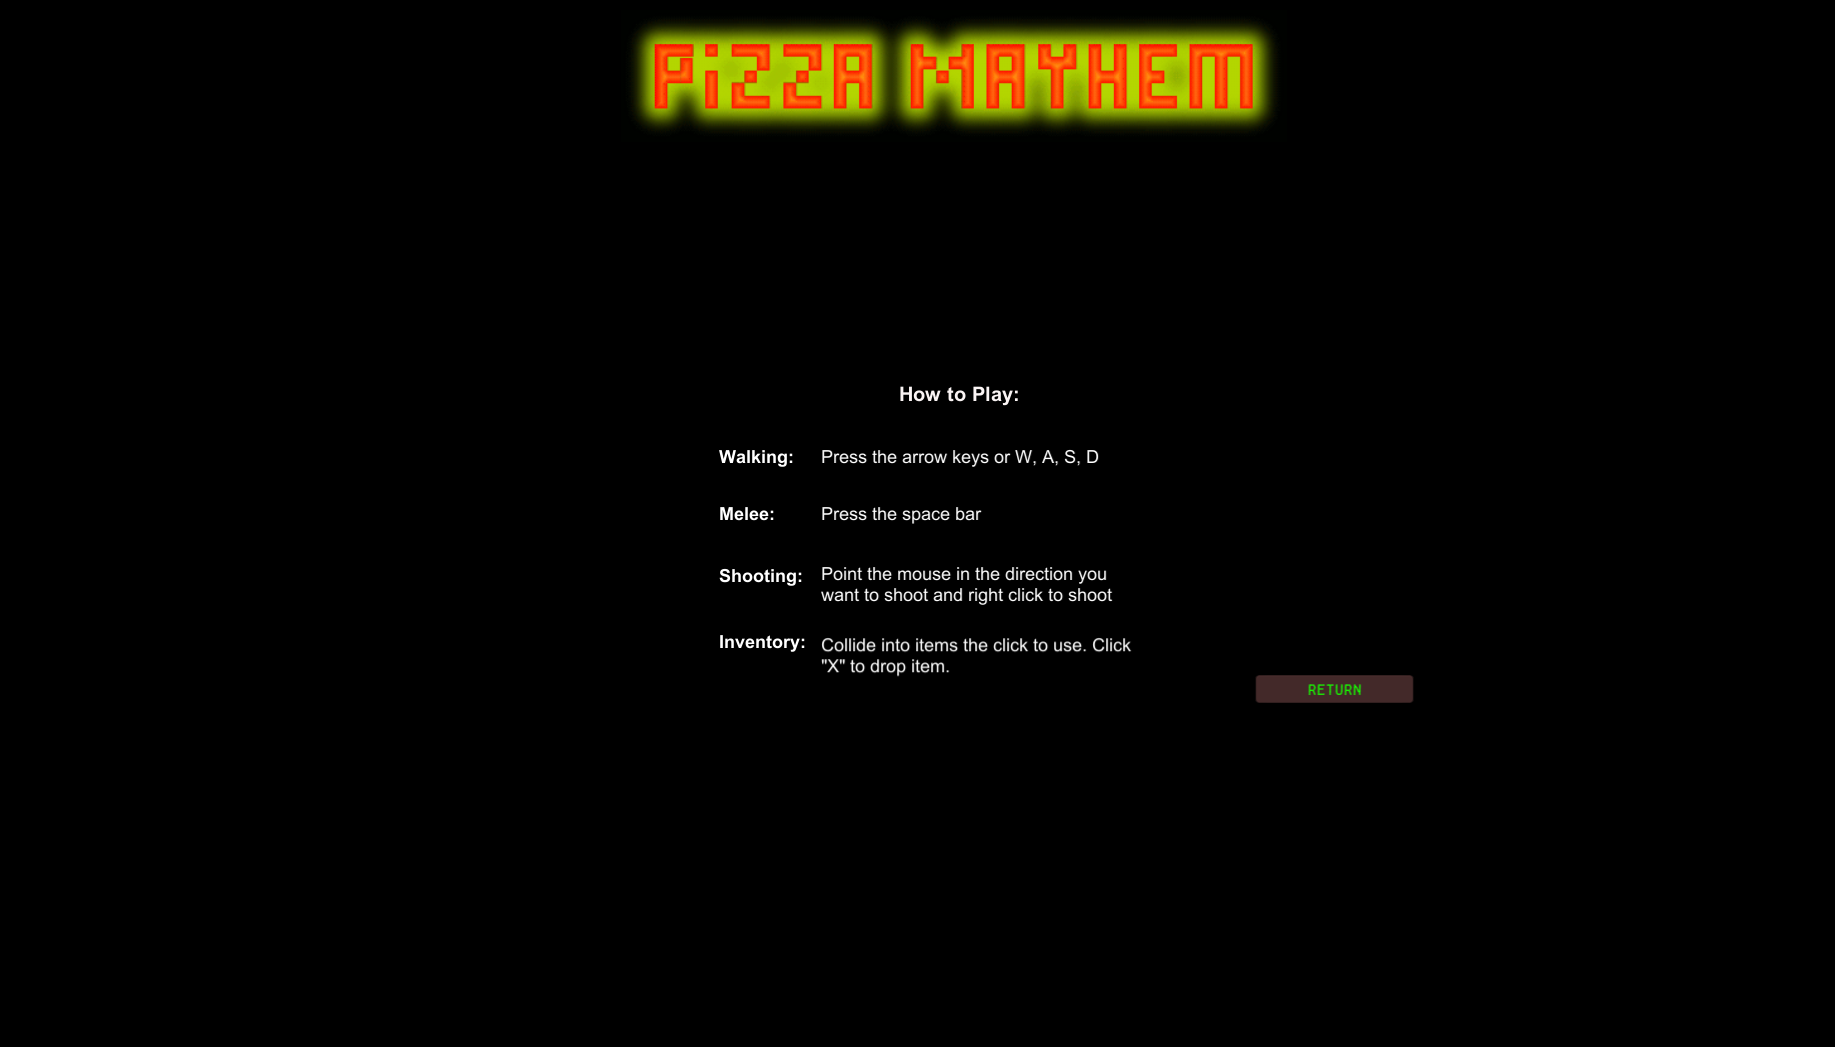 PIZZA MAYHEM
How to Play:
Walking: Press the arrow keys or W, A, S, D
Melee: Press the space bar
Shooting: Point the mouse in the direction you
want to shoot and right click to shoot
Inventory: Collide into items the click to use. Click
"X" to drop item.
RETURN